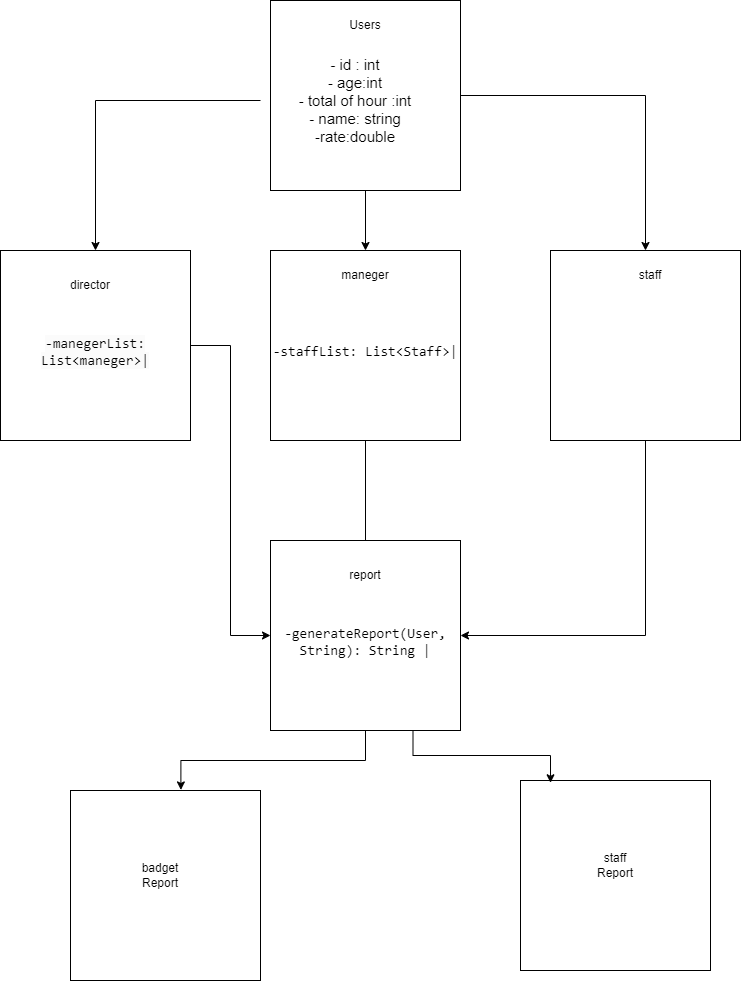 Users
- id : int
- age:int
- total of hour :int
- name: string
-rate:double
director
-manegerList:
List<maneger>|
maneger
-staffList: List<Staff>|
staff
report
-generateReport(User,
String): String |
badget
Report
staff
Report